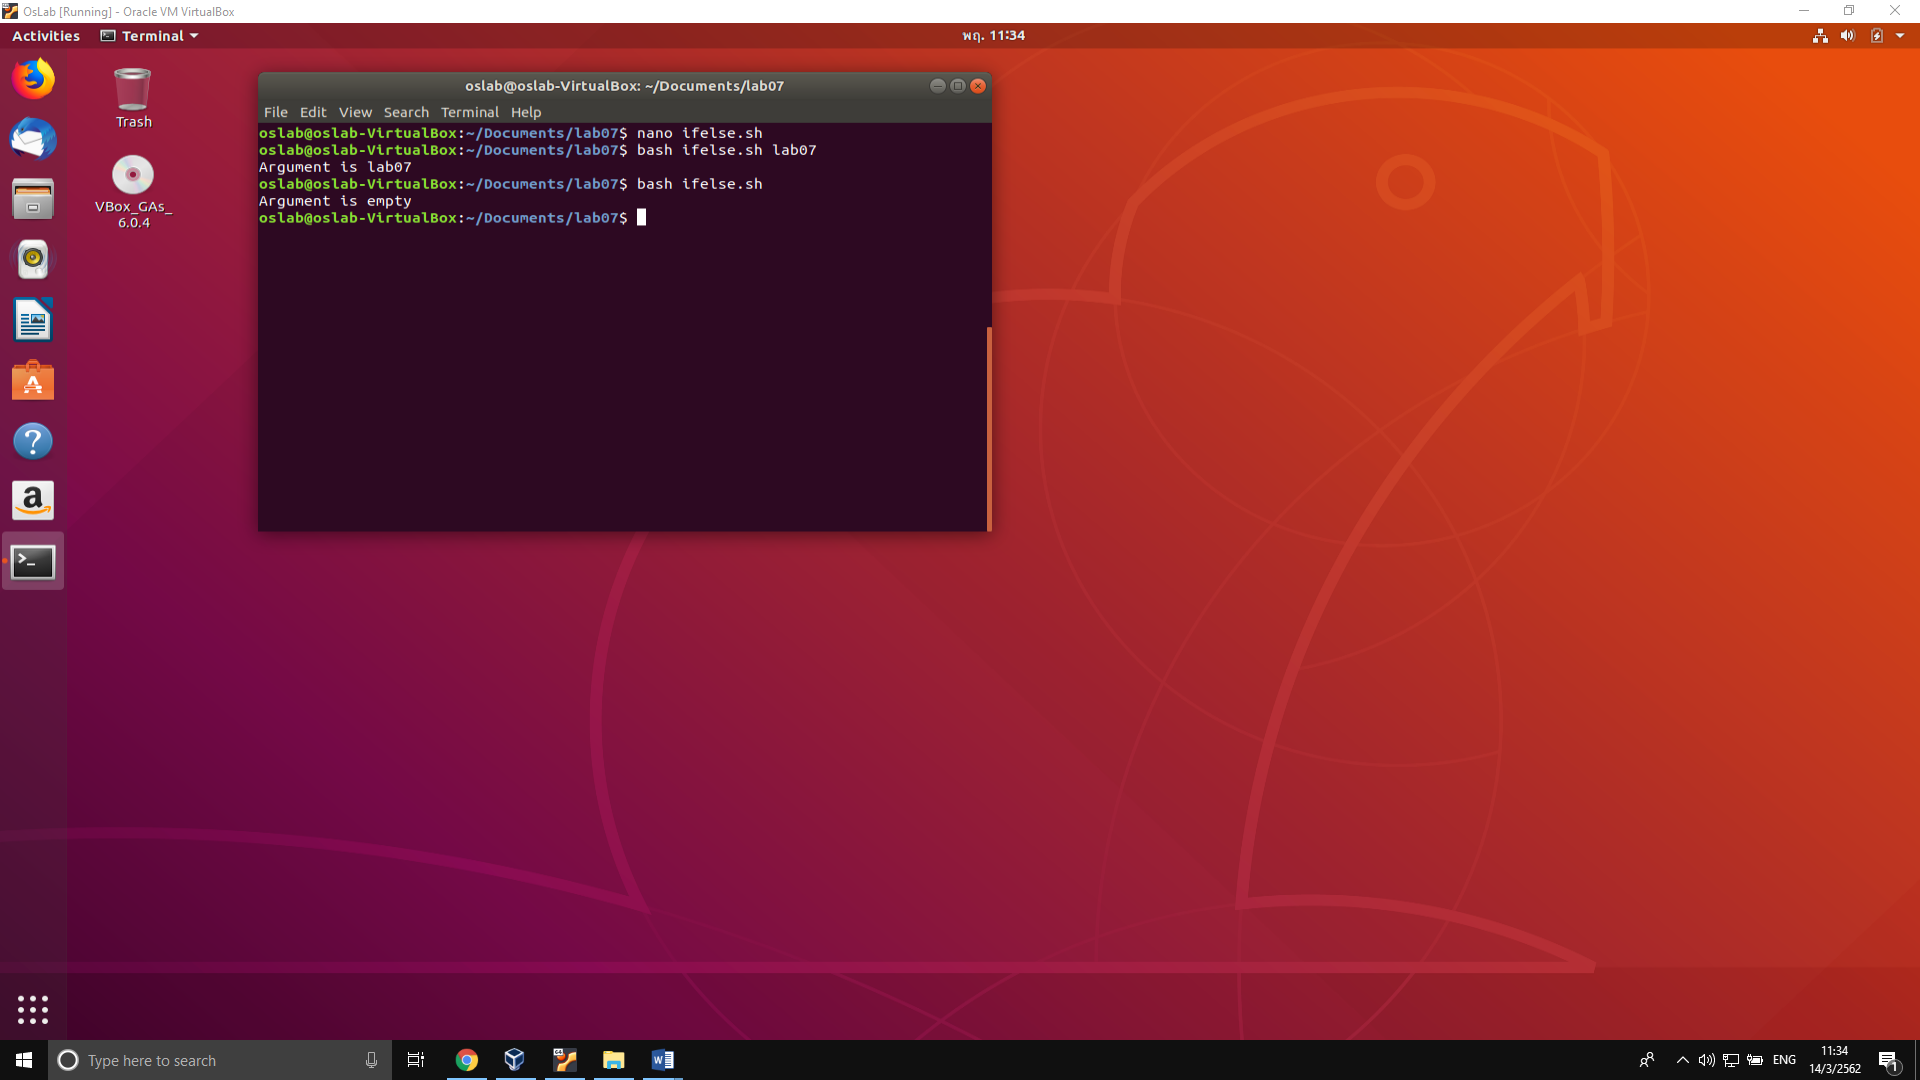 OsLab [Running] - Oracle VM VirtualBox
Activities
Terminal
พฤ. 11:34
Trash
VBox_GAs_
6.0.4
oslab@oslab-VirtualBox: ~/Documents/lab07
File Edit View Search Terminal Help
oslab@oslab-VirtualBox:~/Documents/lab07$ nano ifelse.sh
oslab@oslab-VirtualBox:~/Documents/lab07$ bash ifelse.sh lab07
Argument is lab07
oslab@oslab-VirtualBox:~/Documents/lab07$ bash ifelse.sh
Argument is empty
oslab@oslab-VirtualBox:~/Documents/lab07$
Type here to search
ENG
11:34
14/3/2562
1